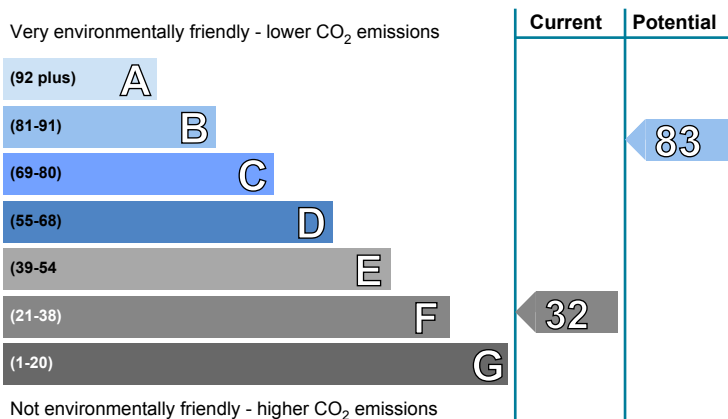 Current Potential
Very environmentally friendly - lower CO₂ emissions
(92 plus) A
(81-91) B
83
(69-80) C
(55-68) D
(39-54 E
(21-38) F
32
(1-20) G
Not environmentally friendly - higher CO₂ emissions